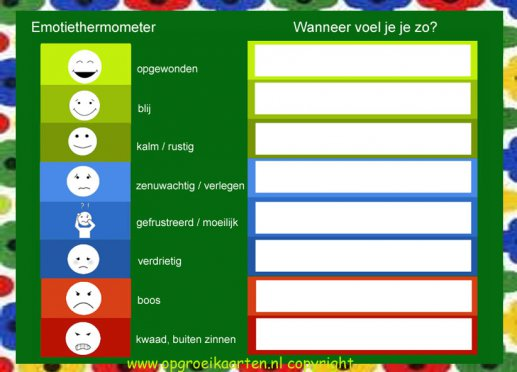 Emotiethermometer
Wanneer voel je je zo?
opgewonden
blij
kalm / rustig
zenuwachtig / verlegen
? !
gefrustreerd / moeilijk
verdrietig
boos
kwaad, buiten zinnen
www.opgroeikaarten.nl copyright